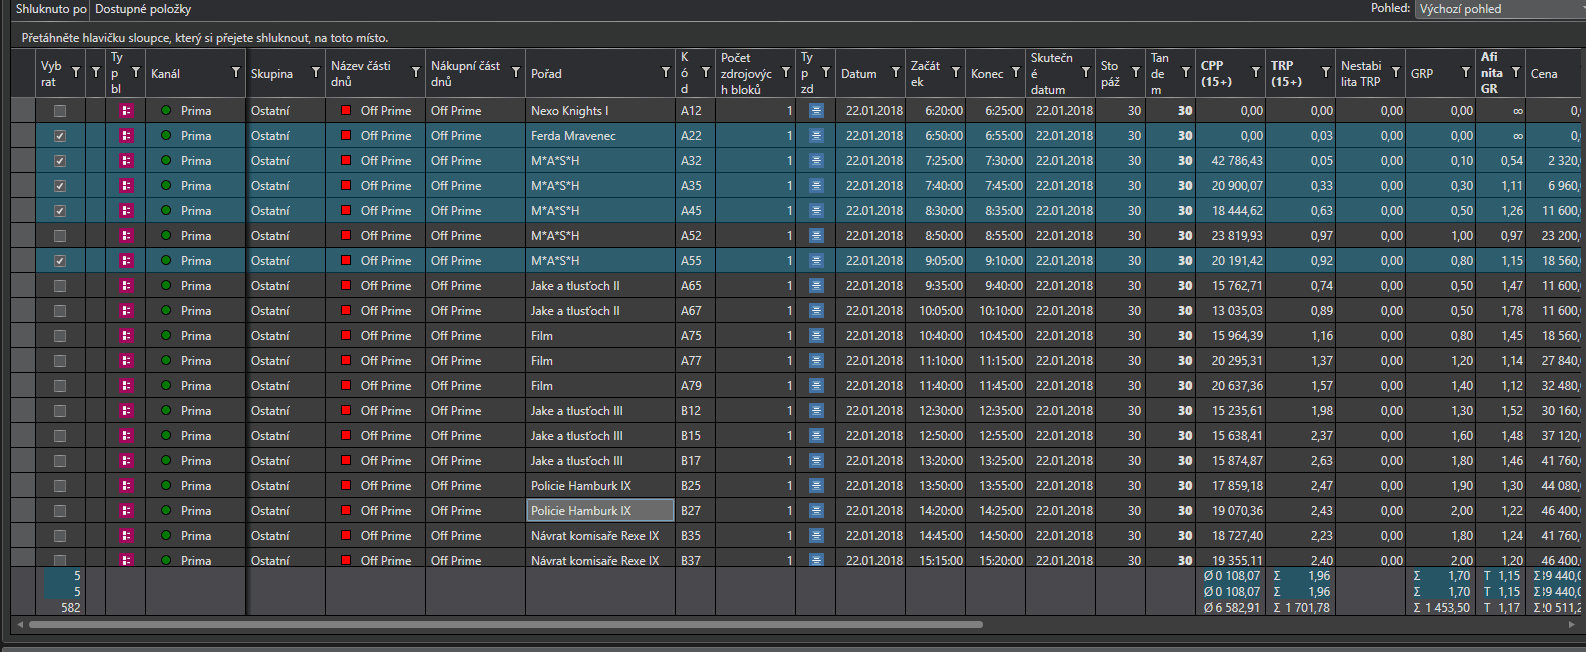 Shluknuto po Dostupné položky Pohled: Výchozí pohled
Přetáhněte hlavičku sloupce, který si přejete shluknout, na toto místo.
Vyb rat Ty p bl Kanál Skupina Název části dnů Nákupní část dnů Pořad K ó d Počet zdrojovýc h bloků Ty p zd Datum Začát ek Konec Skutečn é datum Sto páž Tan de m CPP (15+) TRP (15+) Nestabi lita TRP GRP Afi nita GR Cena
Prima Ostatní Off Prime Off Prime Nexo Knights I A12 1 22.01.2018 6:20:00 6:25:00 22.01.2018 30 30 0,00 0,00 0,00 0,00 ∞ 0,
Prima Ostatní Off Prime Off Prime Ferda Mravenec A22 1 22.01.2018 6:50:00 6:55:00 22.01.2018 30 30 0,00 0,03 0,00 0,00 ∞ 0,
Prima Ostatní Off Prime Off Prime M*A*S*H A32 1 22.01.2018 7:25:00 7:30:00 22.01.2018 30 30 42 786,43 0,05 0,00 0,10 0,54 2 320,
Prima Ostatní Off Prime Off Prime M*A*S*H A35 1 22.01.2018 7:40:00 7:45:00 22.01.2018 30 30 20 900,07 0,33 0,00 0,30 1,11 6 960,
Prima Ostatní Off Prime Off Prime M*A*S*H A45 1 22.01.2018 8:30:00 8:35:00 22.01.2018 30 30 18 444,62 0,63 0,00 0,50 1,26 11 600,
Prima Ostatní Off Prime Off Prime M*A*S*H A52 1 22.01.2018 8:50:00 8:55:00 22.01.2018 30 30 23 819,93 0,97 0,00 1,00 0,97 23 200,
Prima Ostatní Off Prime Off Prime M*A*S*H A55 1 22.01.2018 9:05:00 9:10:00 22.01.2018 30 30 20 191,42 0,92 0,00 0,80 1,15 18 560,
Prima Ostatní Off Prime Off Prime Jake a tlusťoch II A65 1 22.01.2018 9:35:00 9:40:00 22.01.2018 30 30 15 762,71 0,74 0,00 0,50 1,47 11 600,
Prima Ostatní Off Prime Off Prime Jake a tlusťoch II A67 1 22.01.2018 10:05:00 10:10:00 22.01.2018 30 30 13 035,03 0,89 0,00 0,50 1,78 11 600,
Prima Ostatní Off Prime Off Prime Film A75 1 22.01.2018 10:40:00 10:45:00 22.01.2018 30 30 15 964,39 1,16 0,00 0,80 1,45 18 560,
Prima Ostatní Off Prime Off Prime Film A77 1 22.01.2018 11:10:00 11:15:00 22.01.2018 30 30 20 295,31 1,37 0,00 1,20 1,14 27 840,
Prima Ostatní Off Prime Off Prime Film A79 1 22.01.2018 11:40:00 11:45:00 22.01.2018 30 30 20 637,36 1,57 0,00 1,40 1,12 32 480,
Prima Ostatní Off Prime Off Prime Jake a tlusťoch III B12 1 22.01.2018 12:30:00 12:35:00 22.01.2018 30 30 15 235,61 1,98 0,00 1,30 1,52 30 160,
Prima Ostatní Off Prime Off Prime Jake a tlusťoch III B15 1 22.01.2018 12:50:00 12:55:00 22.01.2018 30 30 15 638,41 2,37 0,00 1,60 1,48 37 120,
Prima Ostatní Off Prime Off Prime Jake a tlusťoch III B17 1 22.01.2018 13:20:00 13:25:00 22.01.2018 30 30 15 874,87 2,63 0,00 1,80 1,46 41 760,
Prima Ostatní Off Prime Off Prime Policie Hamburk IX B25 1 22.01.2018 13:50:00 13:55:00 22.01.2018 30 30 17 859,18 2,47 0,00 1,90 1,30 44 080,
Prima Ostatní Off Prime Off Prime Policie Hamburk IX B27 1 22.01.2018 14:20:00 14:25:00 22.01.2018 30 30 19 070,36 2,43 0,00 2,00 1,22 46 400,
Prima Ostatní Off Prime Off Prime Návrat komisaře Rexe IX B35 1 22.01.2018 14:45:00 14:50:00 22.01.2018 30 30 18 727,40 2,23 0,00 1,80 1,24 41 760,
Prima Ostatní Off Prime Off Prime Návrat komisaře Rexe IX B37 1 22.01.2018 15:15:00 15:20:00 22.01.2018 30 30 19 355,11 2,40 0,00 2,00 1,20 46 400,
5 Ø 0 108,07 Σ 1,96 Σ 1,70 T 1,15 Σ 39 440,0
5 Ø 0 108,07 Σ 1,96 Σ 1,70 T 1,15 Σ 39 440,0
582 Ø 6 582,91 Σ 1 701,78 Σ 1 453,50 T 1,17 Σ 20 511,2